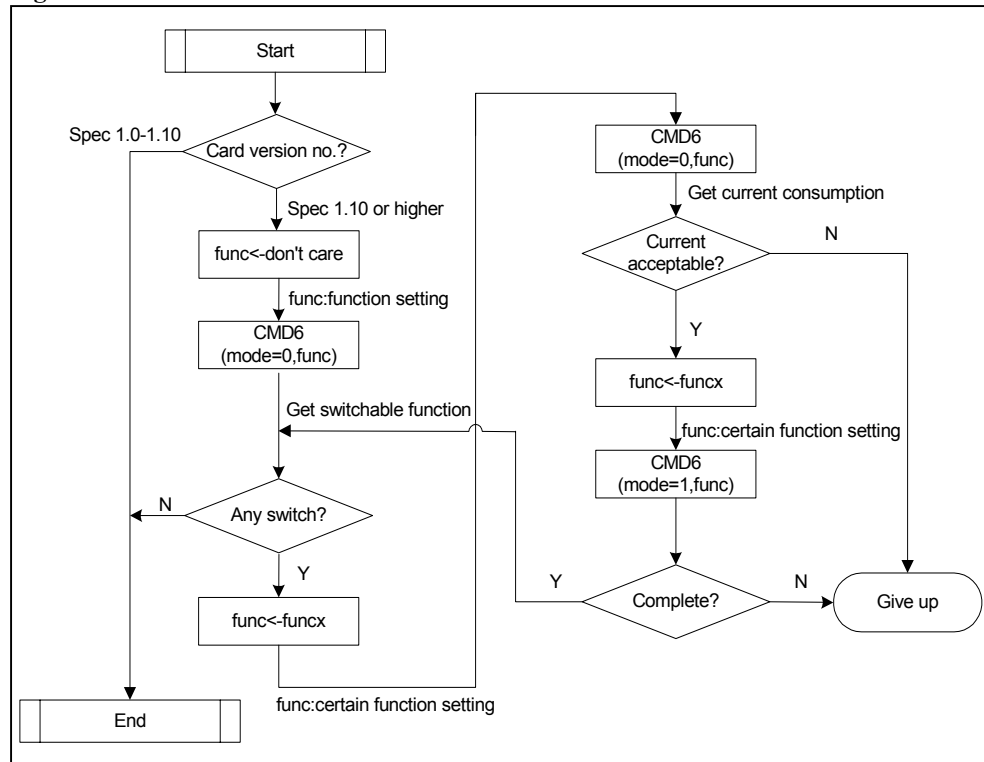 Start
Spec 1.0-1.10
Card version no.?
Spec 1.10 or higher
func<-don't care
func:function setting
CMD6
(mode=0,func)
Get switchable function
N
Any switch?
Y
func<-funcx
func:certain function setting
End
CMD6
(mode=0,func)
Get current consumption
Current
acceptable?
N
Y
func<-funcx
func:certain function setting
CMD6
(mode=1,func)
Y
Complete?
N
Give up